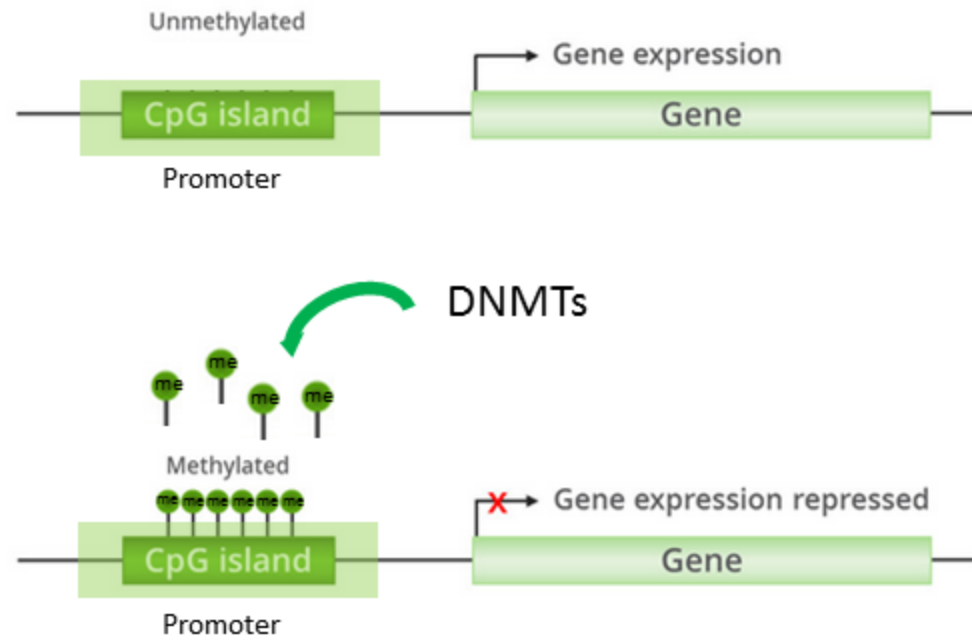 Unmethylated
Gene expression
CpG island
Gene
Promoter
DNMTs
me
me
me
me
Methylated
me me me me me me
Gene expression repressed
X
CpG island
Gene
Promoter